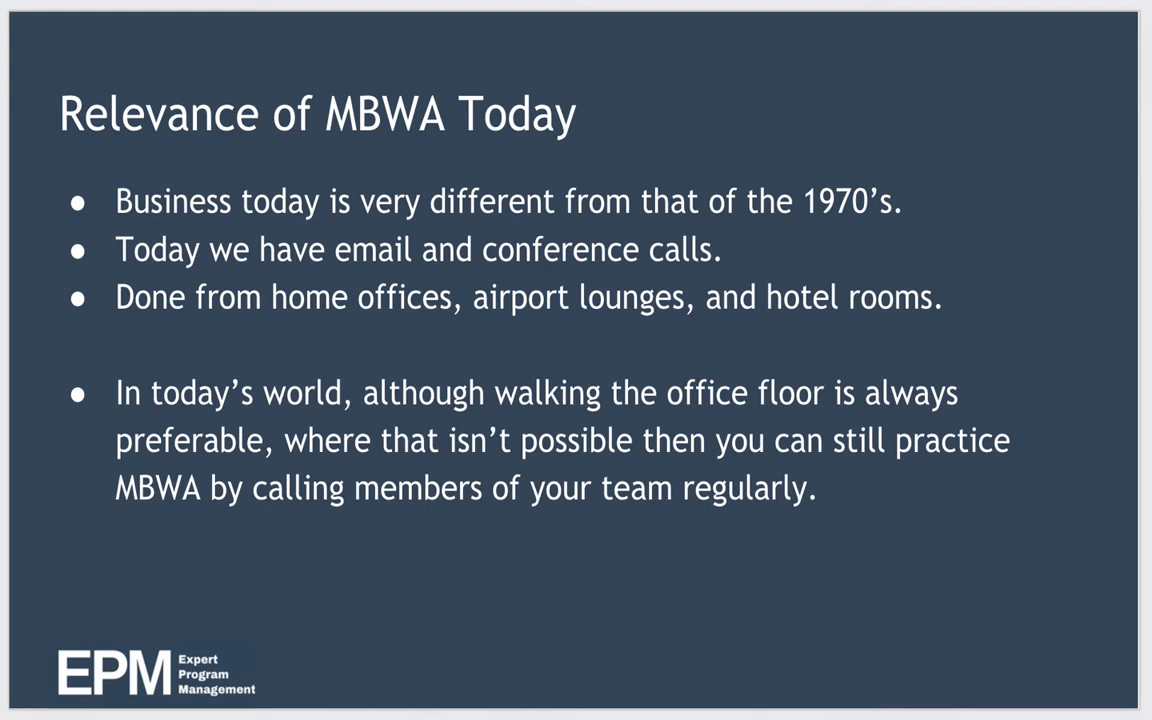 Relevance of MBWA Today
● Business today is very different from that of the 1970’s.
● Today we have email and conference calls.
● Done from home offices, airport lounges, and hotel rooms.
● In today’s world, although walking the office floor is always
preferable, where that isn’t possible then you can still practice
MBWA by calling members of your team regularly.
EPM
Expert
Program
Management